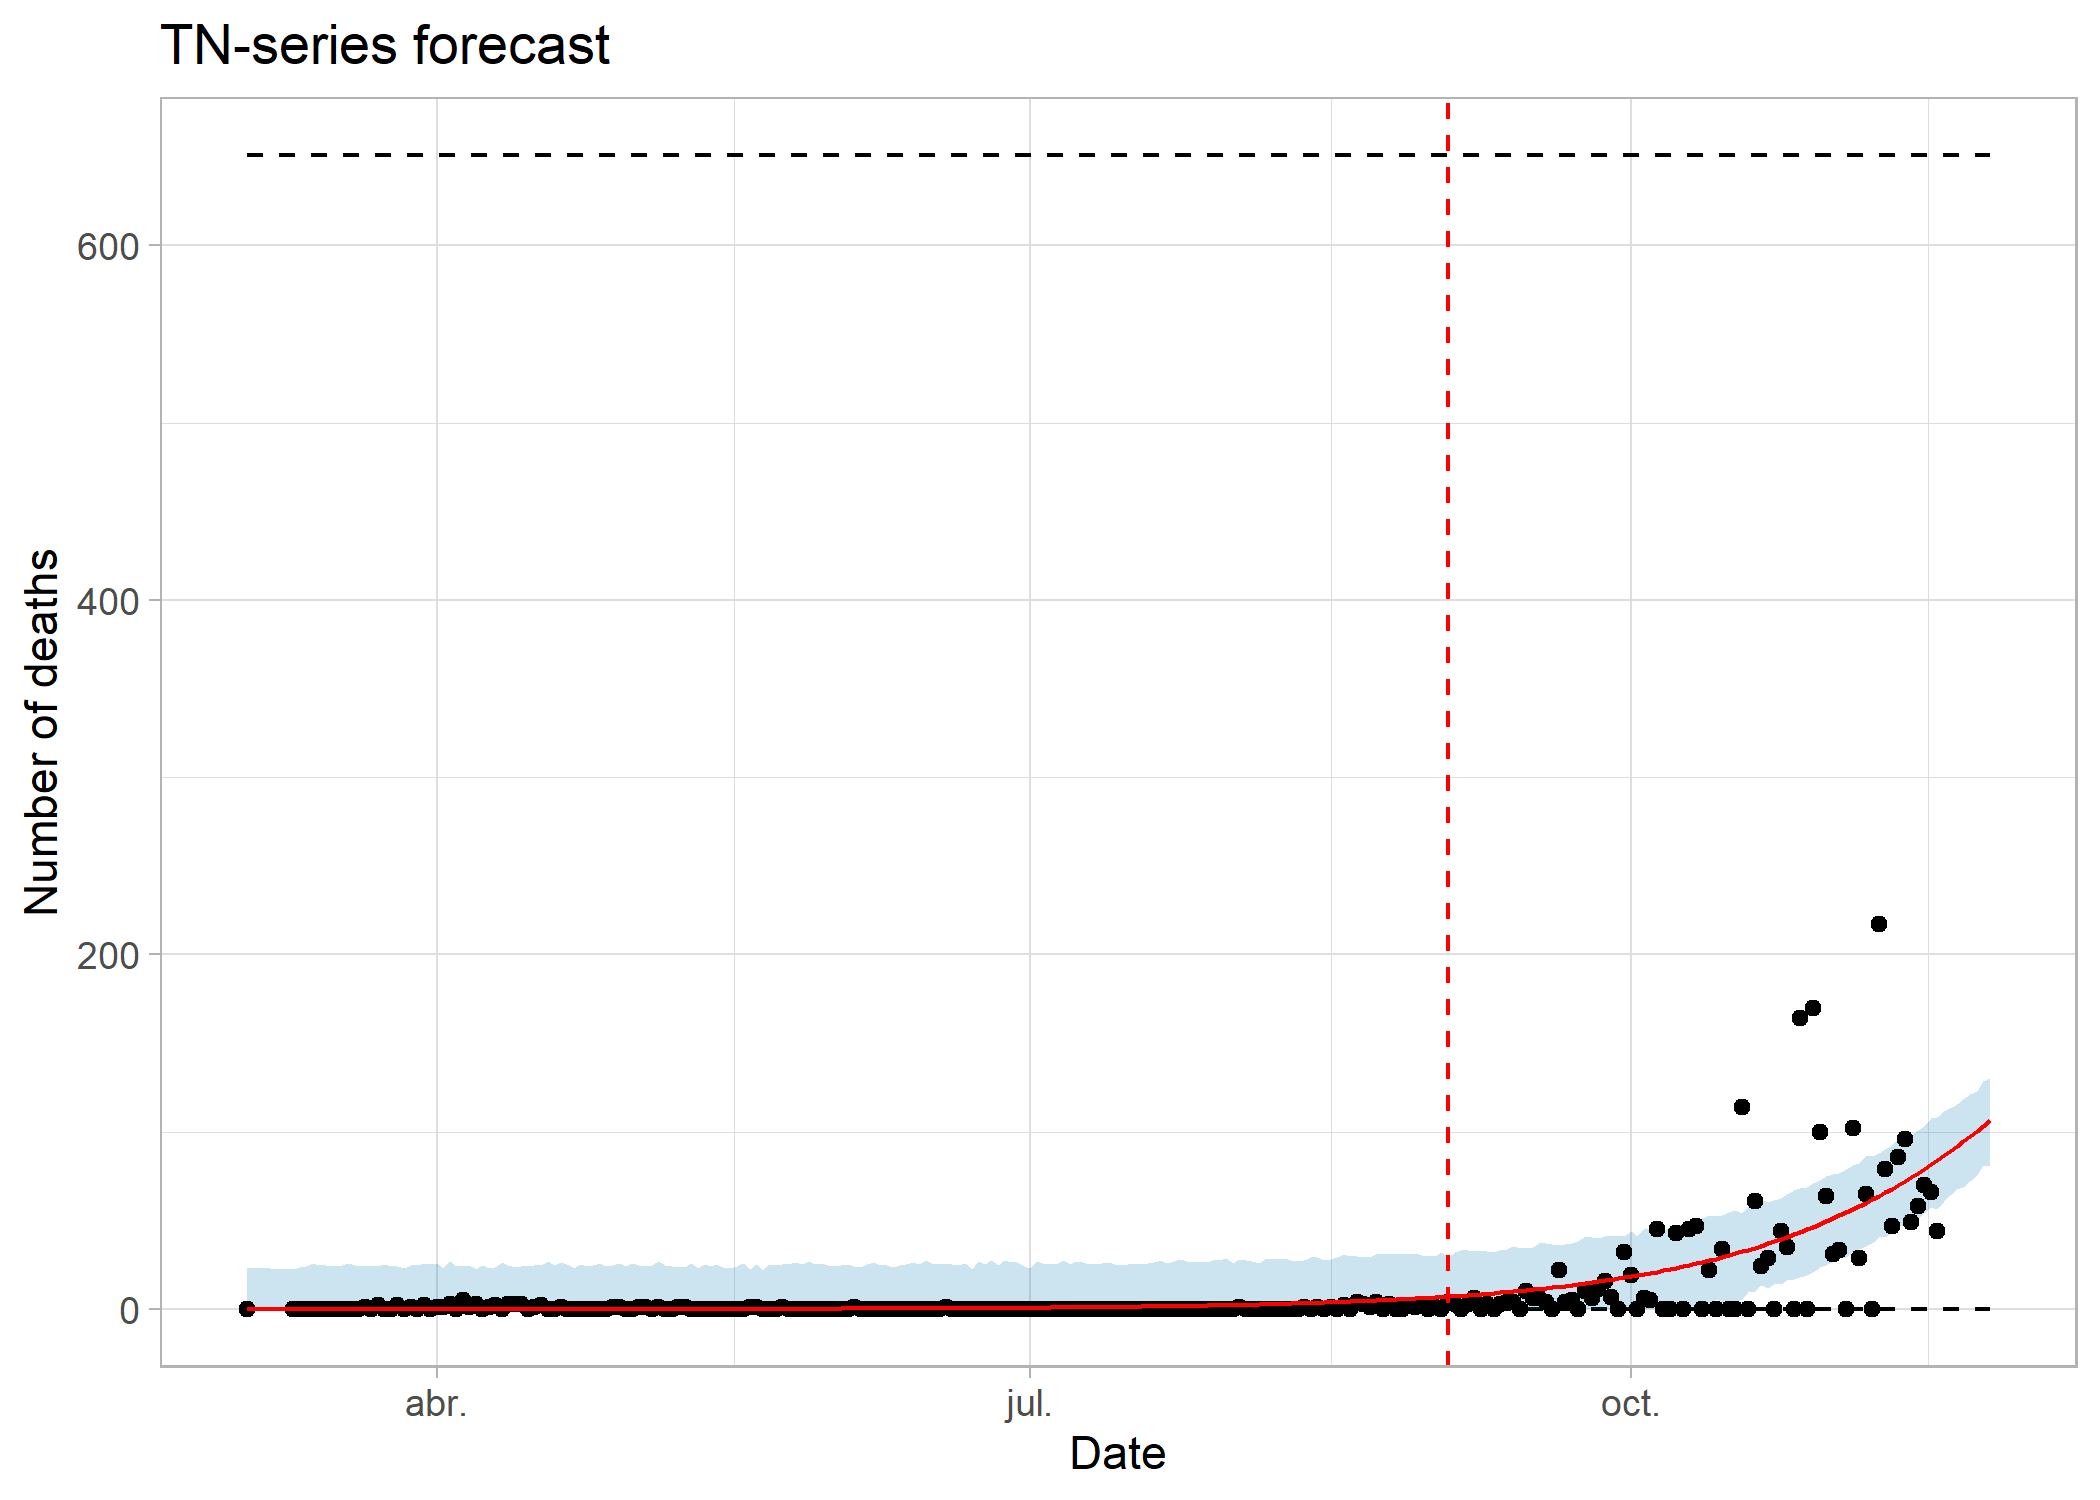 TN-series forecast
600
400
200
0
Number of deaths
abr.
jul.
oct.
Date